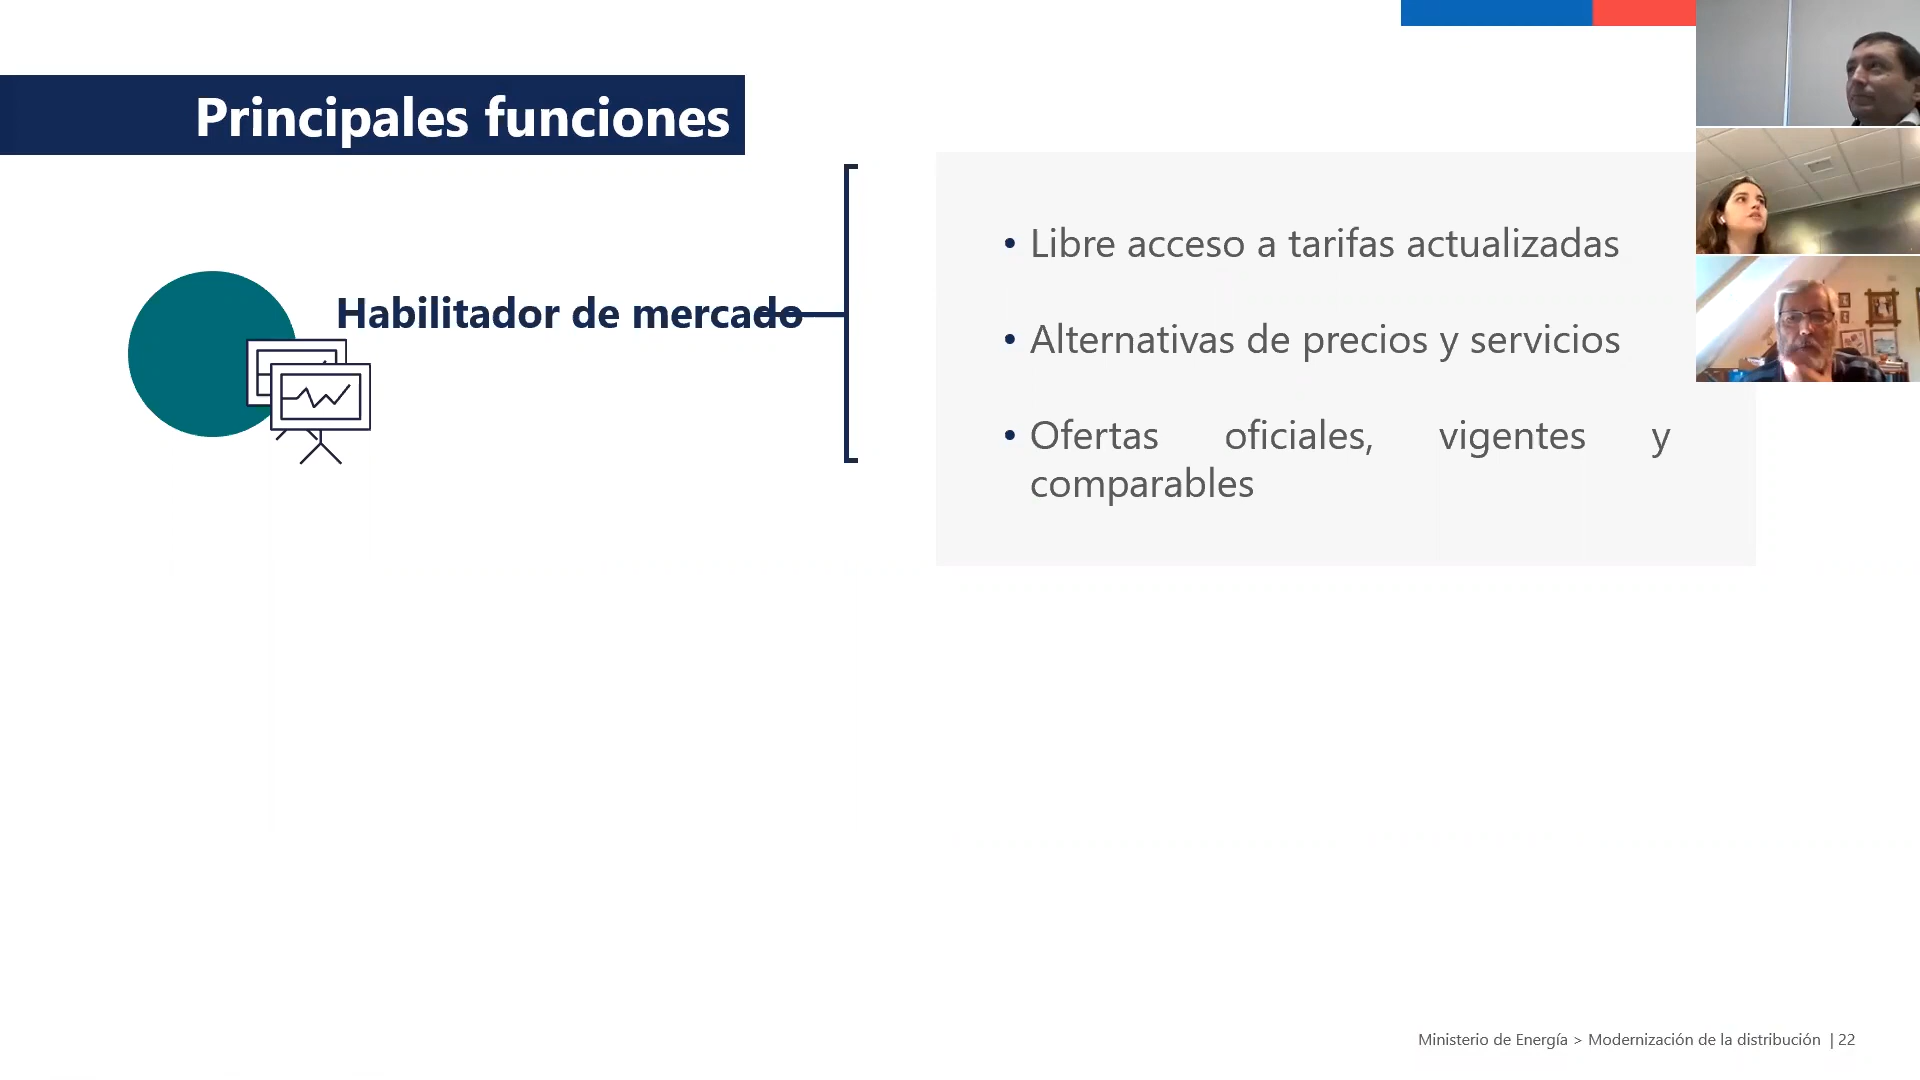 Principales funciones
Habilitador de mercado
• Libre acceso a tarifas actualizadas
• Alternativas de precios y servicios
• Ofertas oficiales, vigentes y
comparables
Ministerio de Energía > Modernización de la distribución | 22